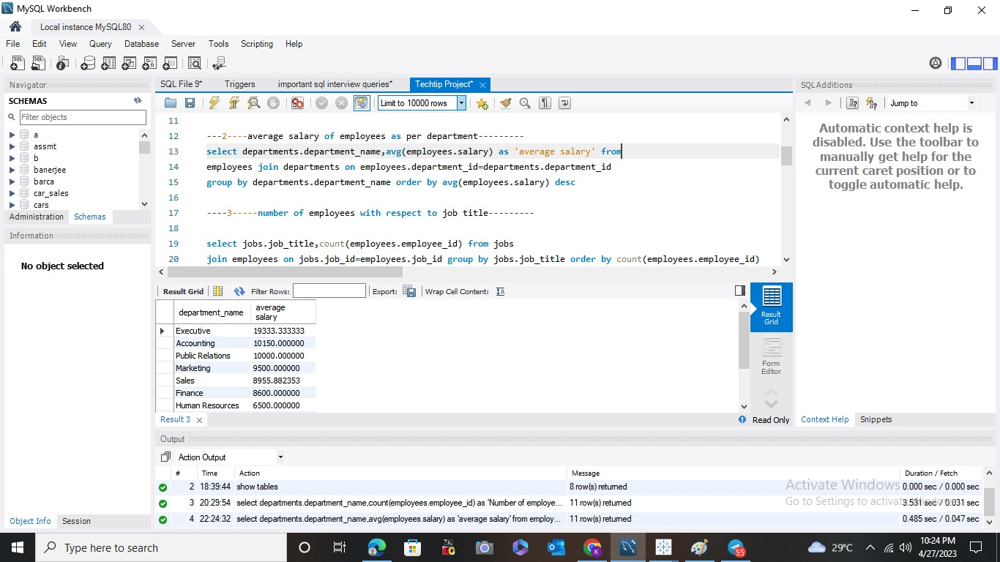 MySQL Workbench
Local instance MySQL80
File Edit View Query Database Server Tools Scripting Help
Navigator
SCHEMAS
Filter objects
a
assmt
b
banerjee
barca
car_sales
cars
Administration Schemas
Information
No object selected
Object Info Session
SQL File 9* Triggers important sql interview queries* Techtip Project*
Limit to 10000 rows
11
12 ---2----average salary of employees as per department---------
13 select departments.department_name,avg(employees.salary) as 'average salary' from
14 employees join departments on employees.department_id=departments.department_id
15 group by departments.department_name order by avg(employees.salary) desc
16
17 ----3-----number of employees with respect to job title---------
18
19 select jobs.job_title,count(employees.employee_id) from jobs
20 join employees on jobs.job_id=employees.job_id group by jobs.job_title order by count(employees.employee_id)
Result Grid Filter Rows: Export: Wrap Cell Content:
department_name average salary
Executive 19333.333333
Accounting 10150.000000
Public Relations 10000.000000
Marketing 9500.000000
Sales 8955.882353
Finance 8600.000000
Human Resources 6500.000000
Result Grid
Form Editor
Result 3
Read Only
SQLAdditions
Jump to
Automatic context help is
disabled. Use the toolbar to
manually get help for the
current caret position or to
toggle automatic help.
Context Help Snippets
Output
Action Output
# Time Action Message Duration / Fetch
2 18:39:44 show tables 8 row(s) returned 0.000 sec / 0.000 sec
3 20:29:54 select departments.department_name,count(employees.employee_id) as 'Number of employe... 11 row(s) returned 3.531 sec / 0.031 sec
4 22:24:32 select departments.department_name,avg(employees.salary) as 'average salary' from employ... 11 row(s) returned 0.485 sec / 0.047 sec
Activate Windows
Go to Settings to activate Windows.
Type here to search
55
29°C
10:24 PM
4/27/2023